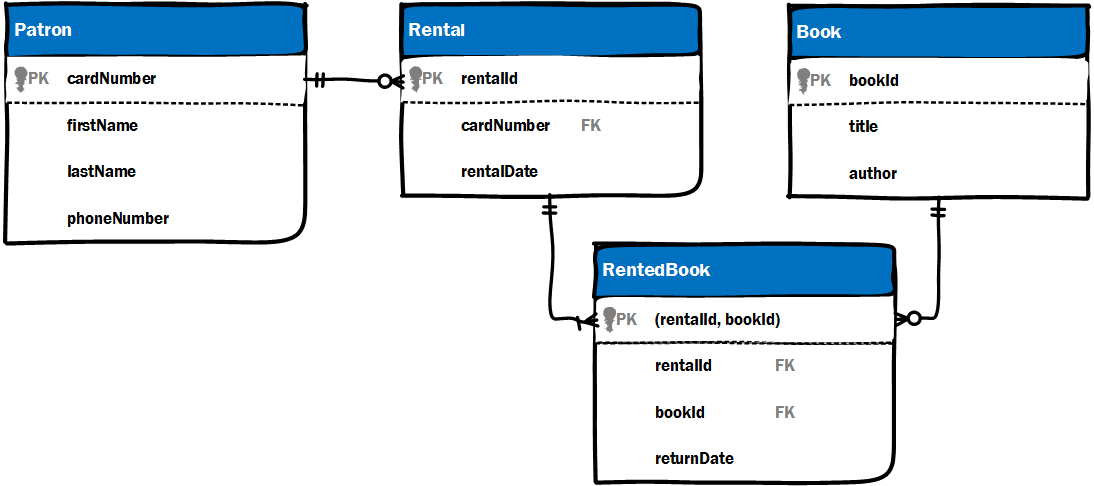 Patron
PK cardNumber
firstName
lastName
phoneNumber
Rental
PK rentalId
cardNumber FK
rentalDate
Book
PK bookId
title
author
RentedBook
PK (rentalId, bookId)
rentalId FK
bookId FK
returnDate